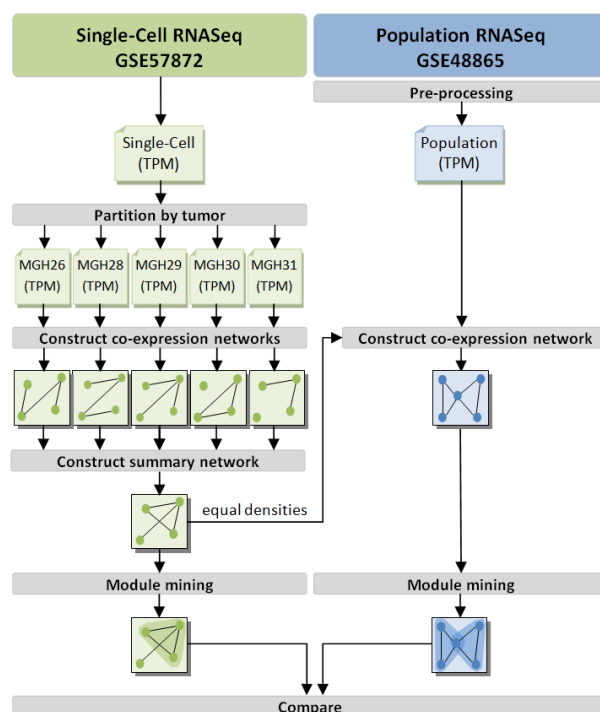 Single-Cell RNASeq
GSE57872
Population RNASeq
GSE48865
Pre-processing
Single-Cell
(TPM)
Population
(TPM)
Partition by tumor
MGH26
(TPM)
MGH28
(TPM)
MGH29
(TPM)
MGH30
(TPM)
MGH31
(TPM)
Construct co-expression networks
Construct co-expression network
Construct summary network
equal densities
Module mining
Module mining
Compare